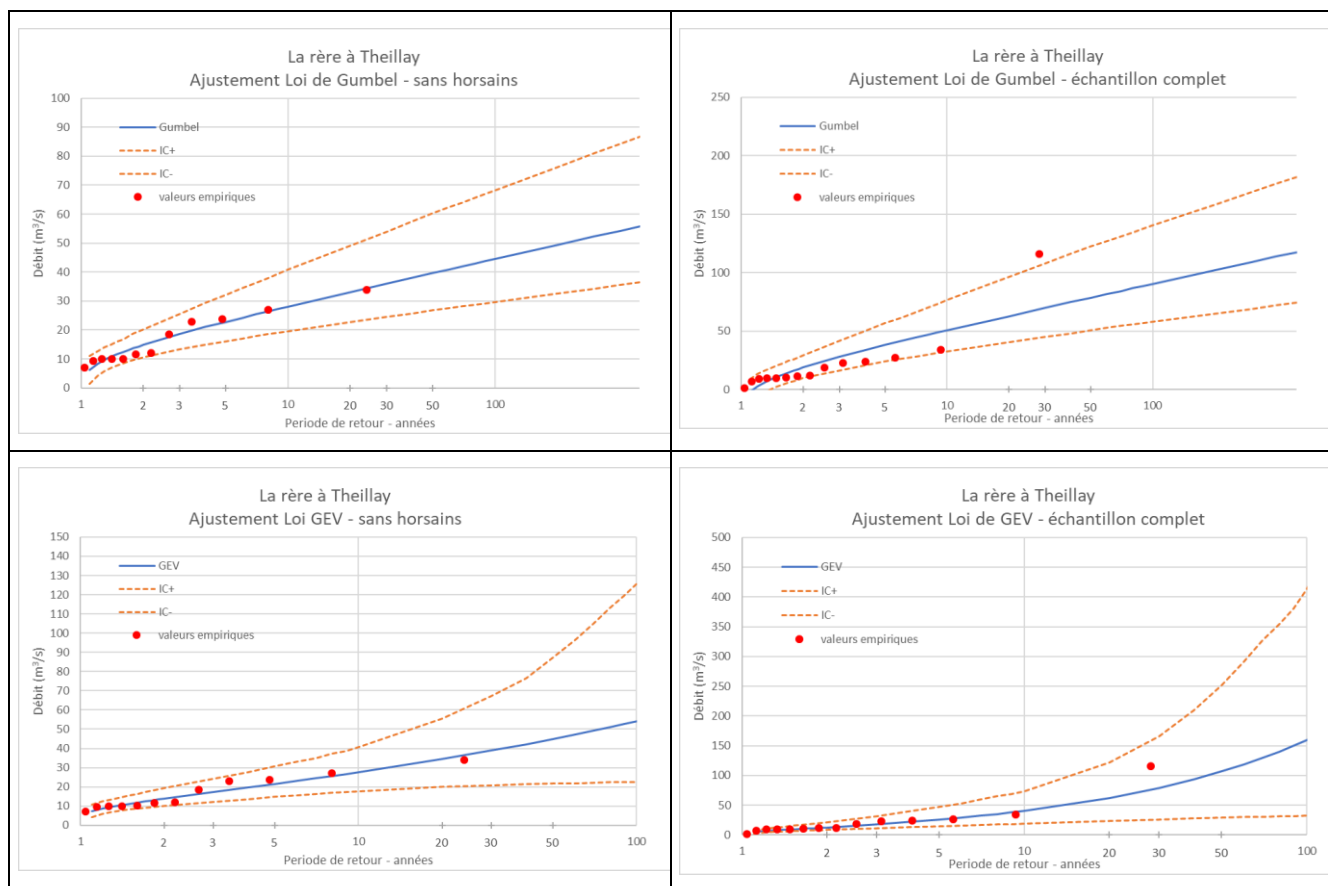 La rère à Theillay
Ajustement Loi de Gumbel - sans horsains
100
90
80
70
60
50
40
30
20
10
0
Débit (m³/s)
Gumbel
IC+
IC-
valeurs empiriques
1 2 3 5 10 20 30 50 100
Periode de retour - années
La rère à Theillay
Ajustement Loi de Gumbel - échantillon complet
250
200
150
100
50
0
Débit (m³/s)
Gumbel
IC+
IC-
valeurs empiriques
1 2 3 5 10 20 30 50 100
Periode de retour - années
La rère à Theillay
Ajustement Loi GEV - sans horsains
150
140
130
120
110
100
90
80
70
60
50
40
30
20
10
0
Débit (m³/s)
GEV
IC+
IC-
valeurs empiriques
1 2 3 5 10 20 30 50 100
Periode de retour - années
La rère à Theillay
Ajustement Loi de GEV - échantillon complet
500
450
400
350
300
250
200
150
100
50
0
Débit (m³/s)
GEV
IC+
IC-
valeurs empiriques
1 2 3 5 10 20 30 50 100
Periode de retour - années